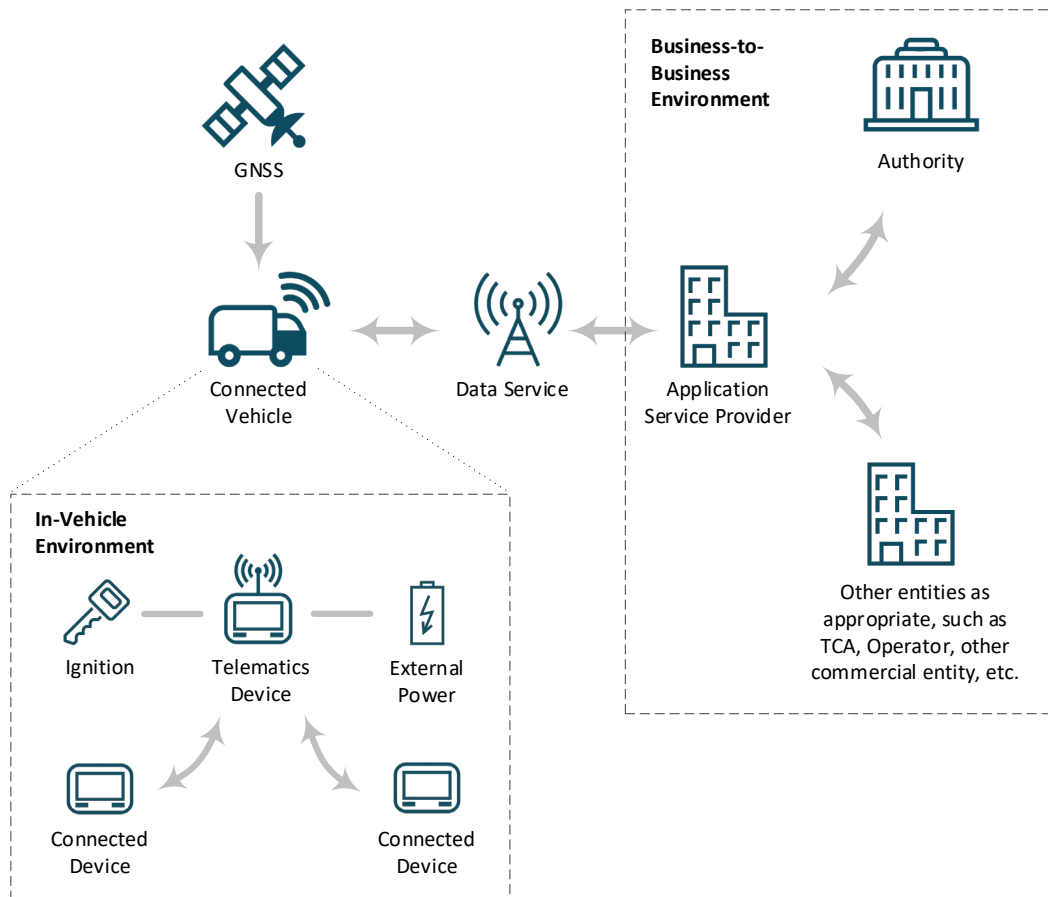 Business-to-
Business
Environment
Authority
GNSS
Connected
Vehicle
Data Service
Application
Service Provider
Other entities as
appropriate, such as
TCA, Operator, other
commercial entity, etc.
In-Vehicle
Environment
Ignition
Telematics
Device
External
Power
Connected
Device
Connected
Device